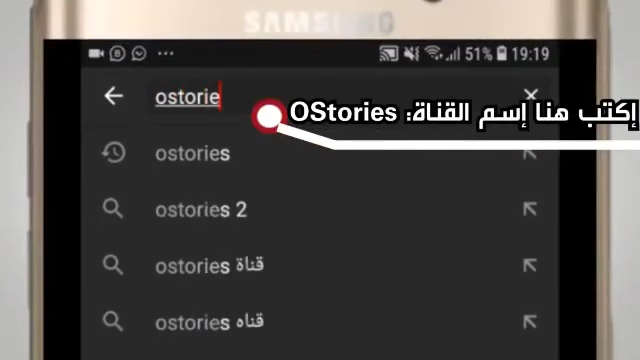 SAMSUNG
51% 19:19
ostorie
إكتب هنا إسم القناة: OStories
ostories
ostories 2
ostories قناة
ostories قناه